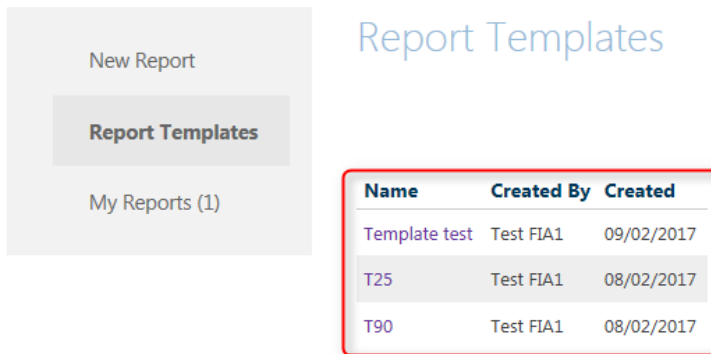 New Report
Report Templates
My Reports (1)
Report Templates
Name Created By Created
Template test Test FIA1 09/02/2017
T25 Test FIA1 08/02/2017
T90 Test FIA1 08/02/2017